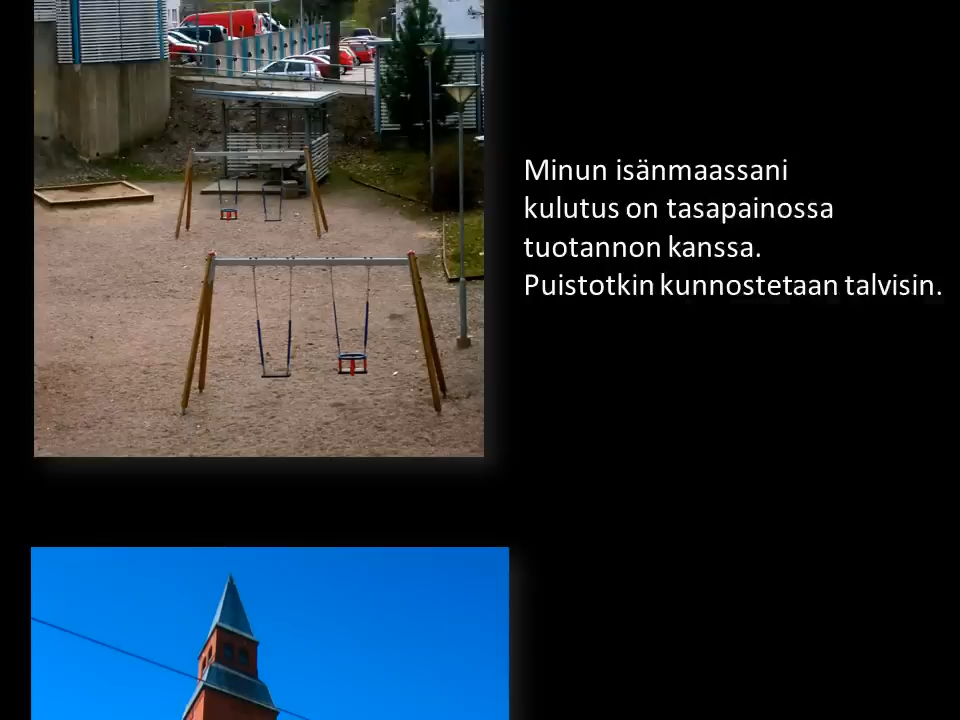 Minun isänmaassani
kulutus on tasapainossa
tuotannon kanssa.
Puistotkin kunnostetaan talvisin.